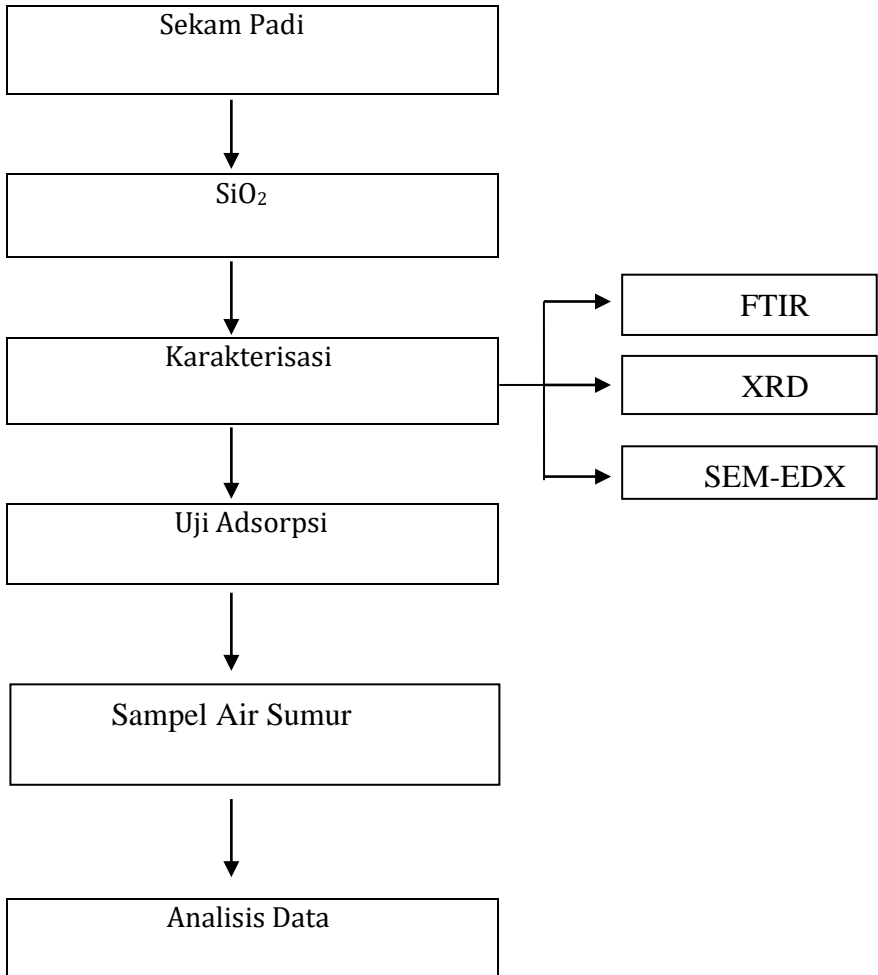 Sekam Padi
SiO₂
Karakterisasi
FTIR
XRD
SEM-EDX
Uji Adsorpsi
Sampel Air Sumur
Analisis Data